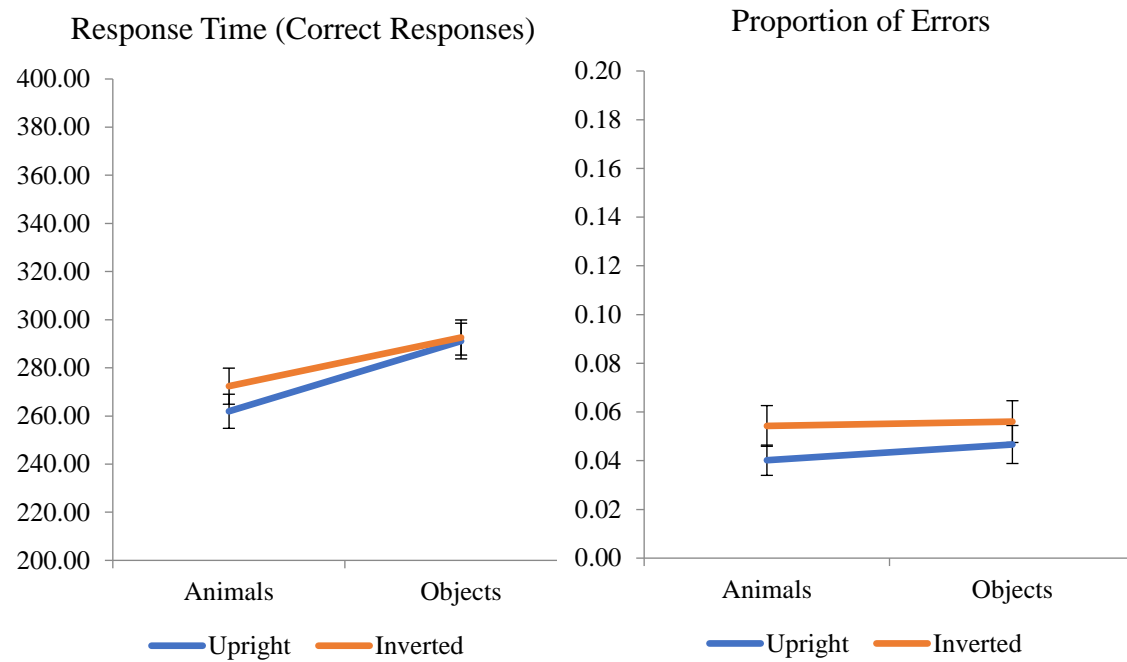 Response Time (Correct Responses)
400.00
380.00
360.00
340.00
320.00
300.00
280.00
260.00
240.00
220.00
200.00
Animals
Objects
Upright
Inverted
Proportion of Errors
0.20
0.18
0.16
0.14
0.12
0.10
0.08
0.06
0.04
0.02
0.00
Animals
Objects
Upright
Inverted